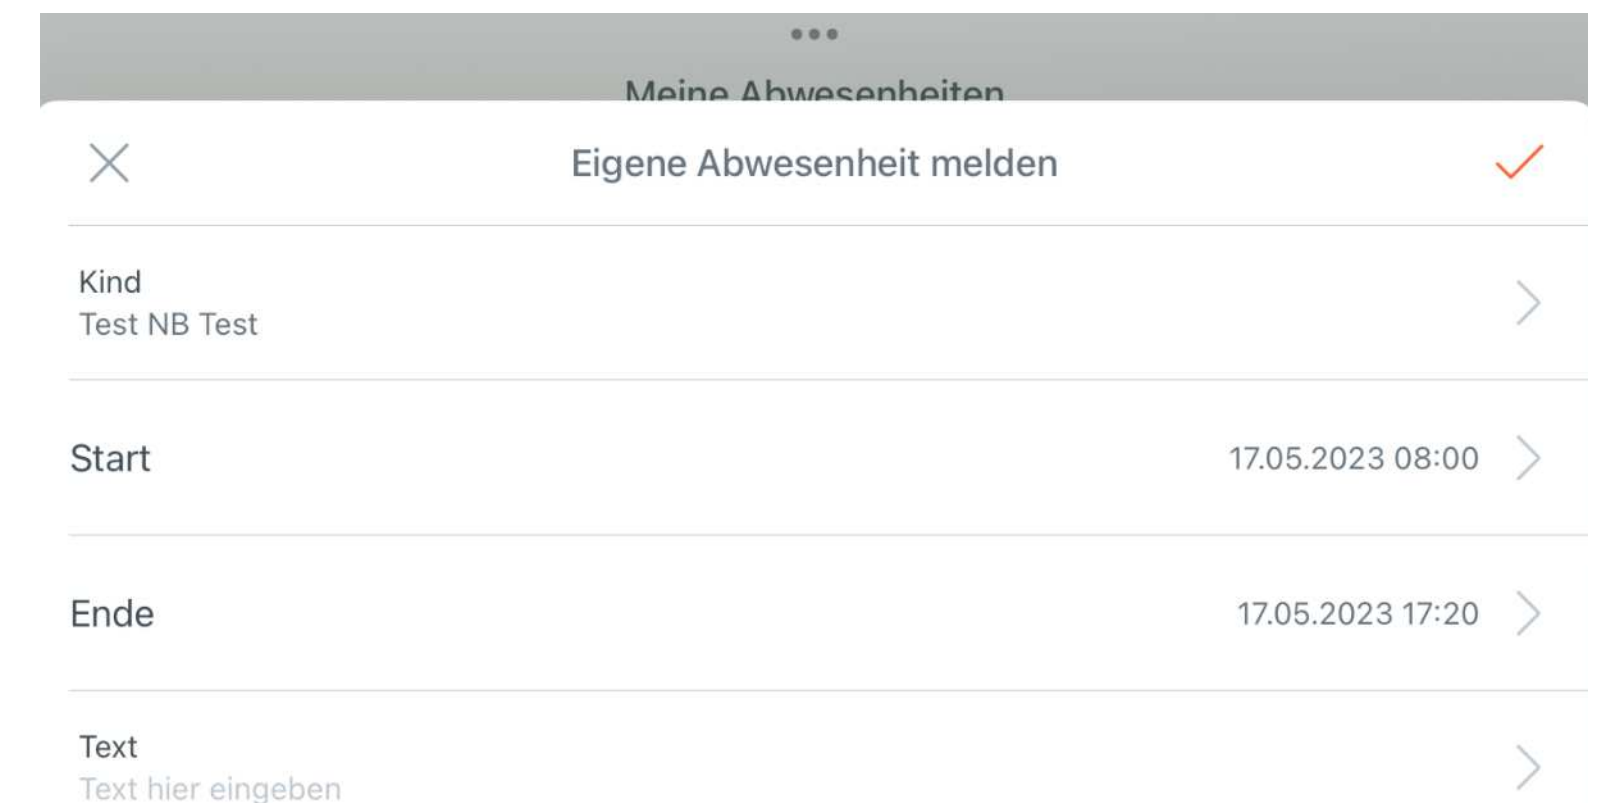 Meine Abwesenheiten
Eigene Abwesenheit melden
Kind
Test NB Test
Start
17.05.2023 08:00
Ende
17.05.2023 17:20
Text
Text hier eingeben